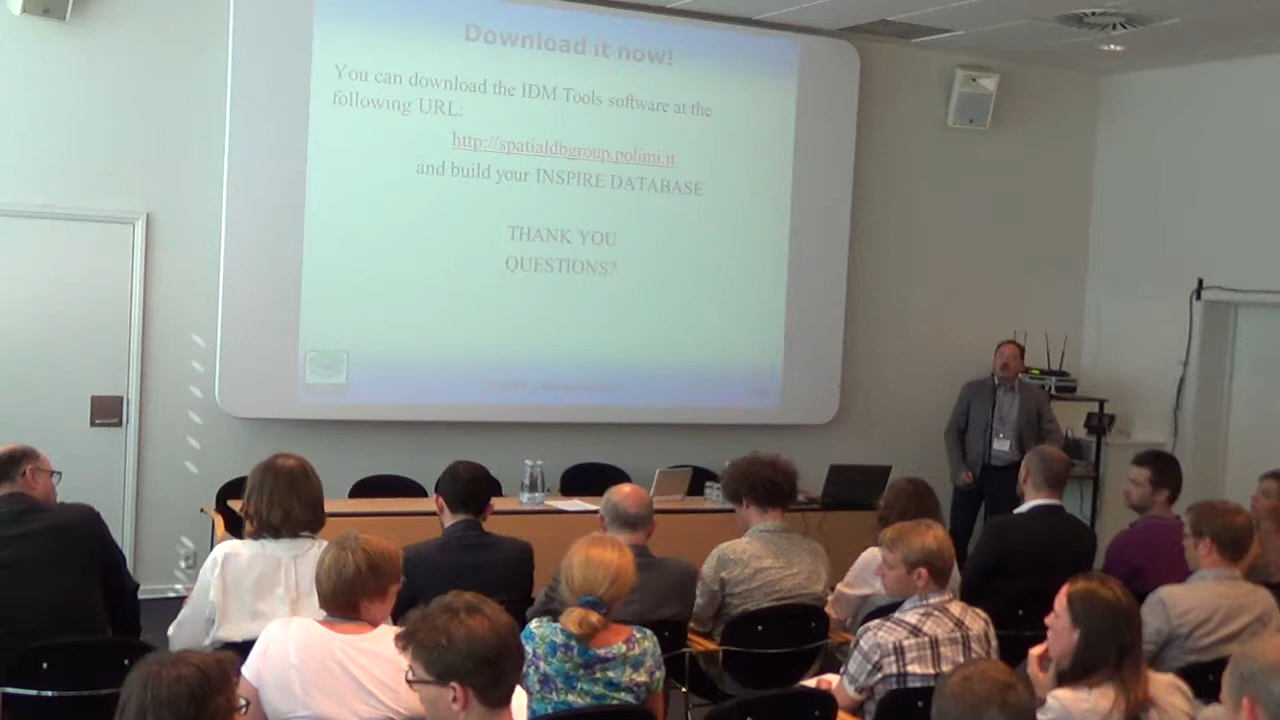 Download it now!
You can download the IDM Tools software at the
following URL:
http://spatialdbgroup.polimi.it
and build your INSPIRE DATABASE
THANK YOU
QUESTIONS?